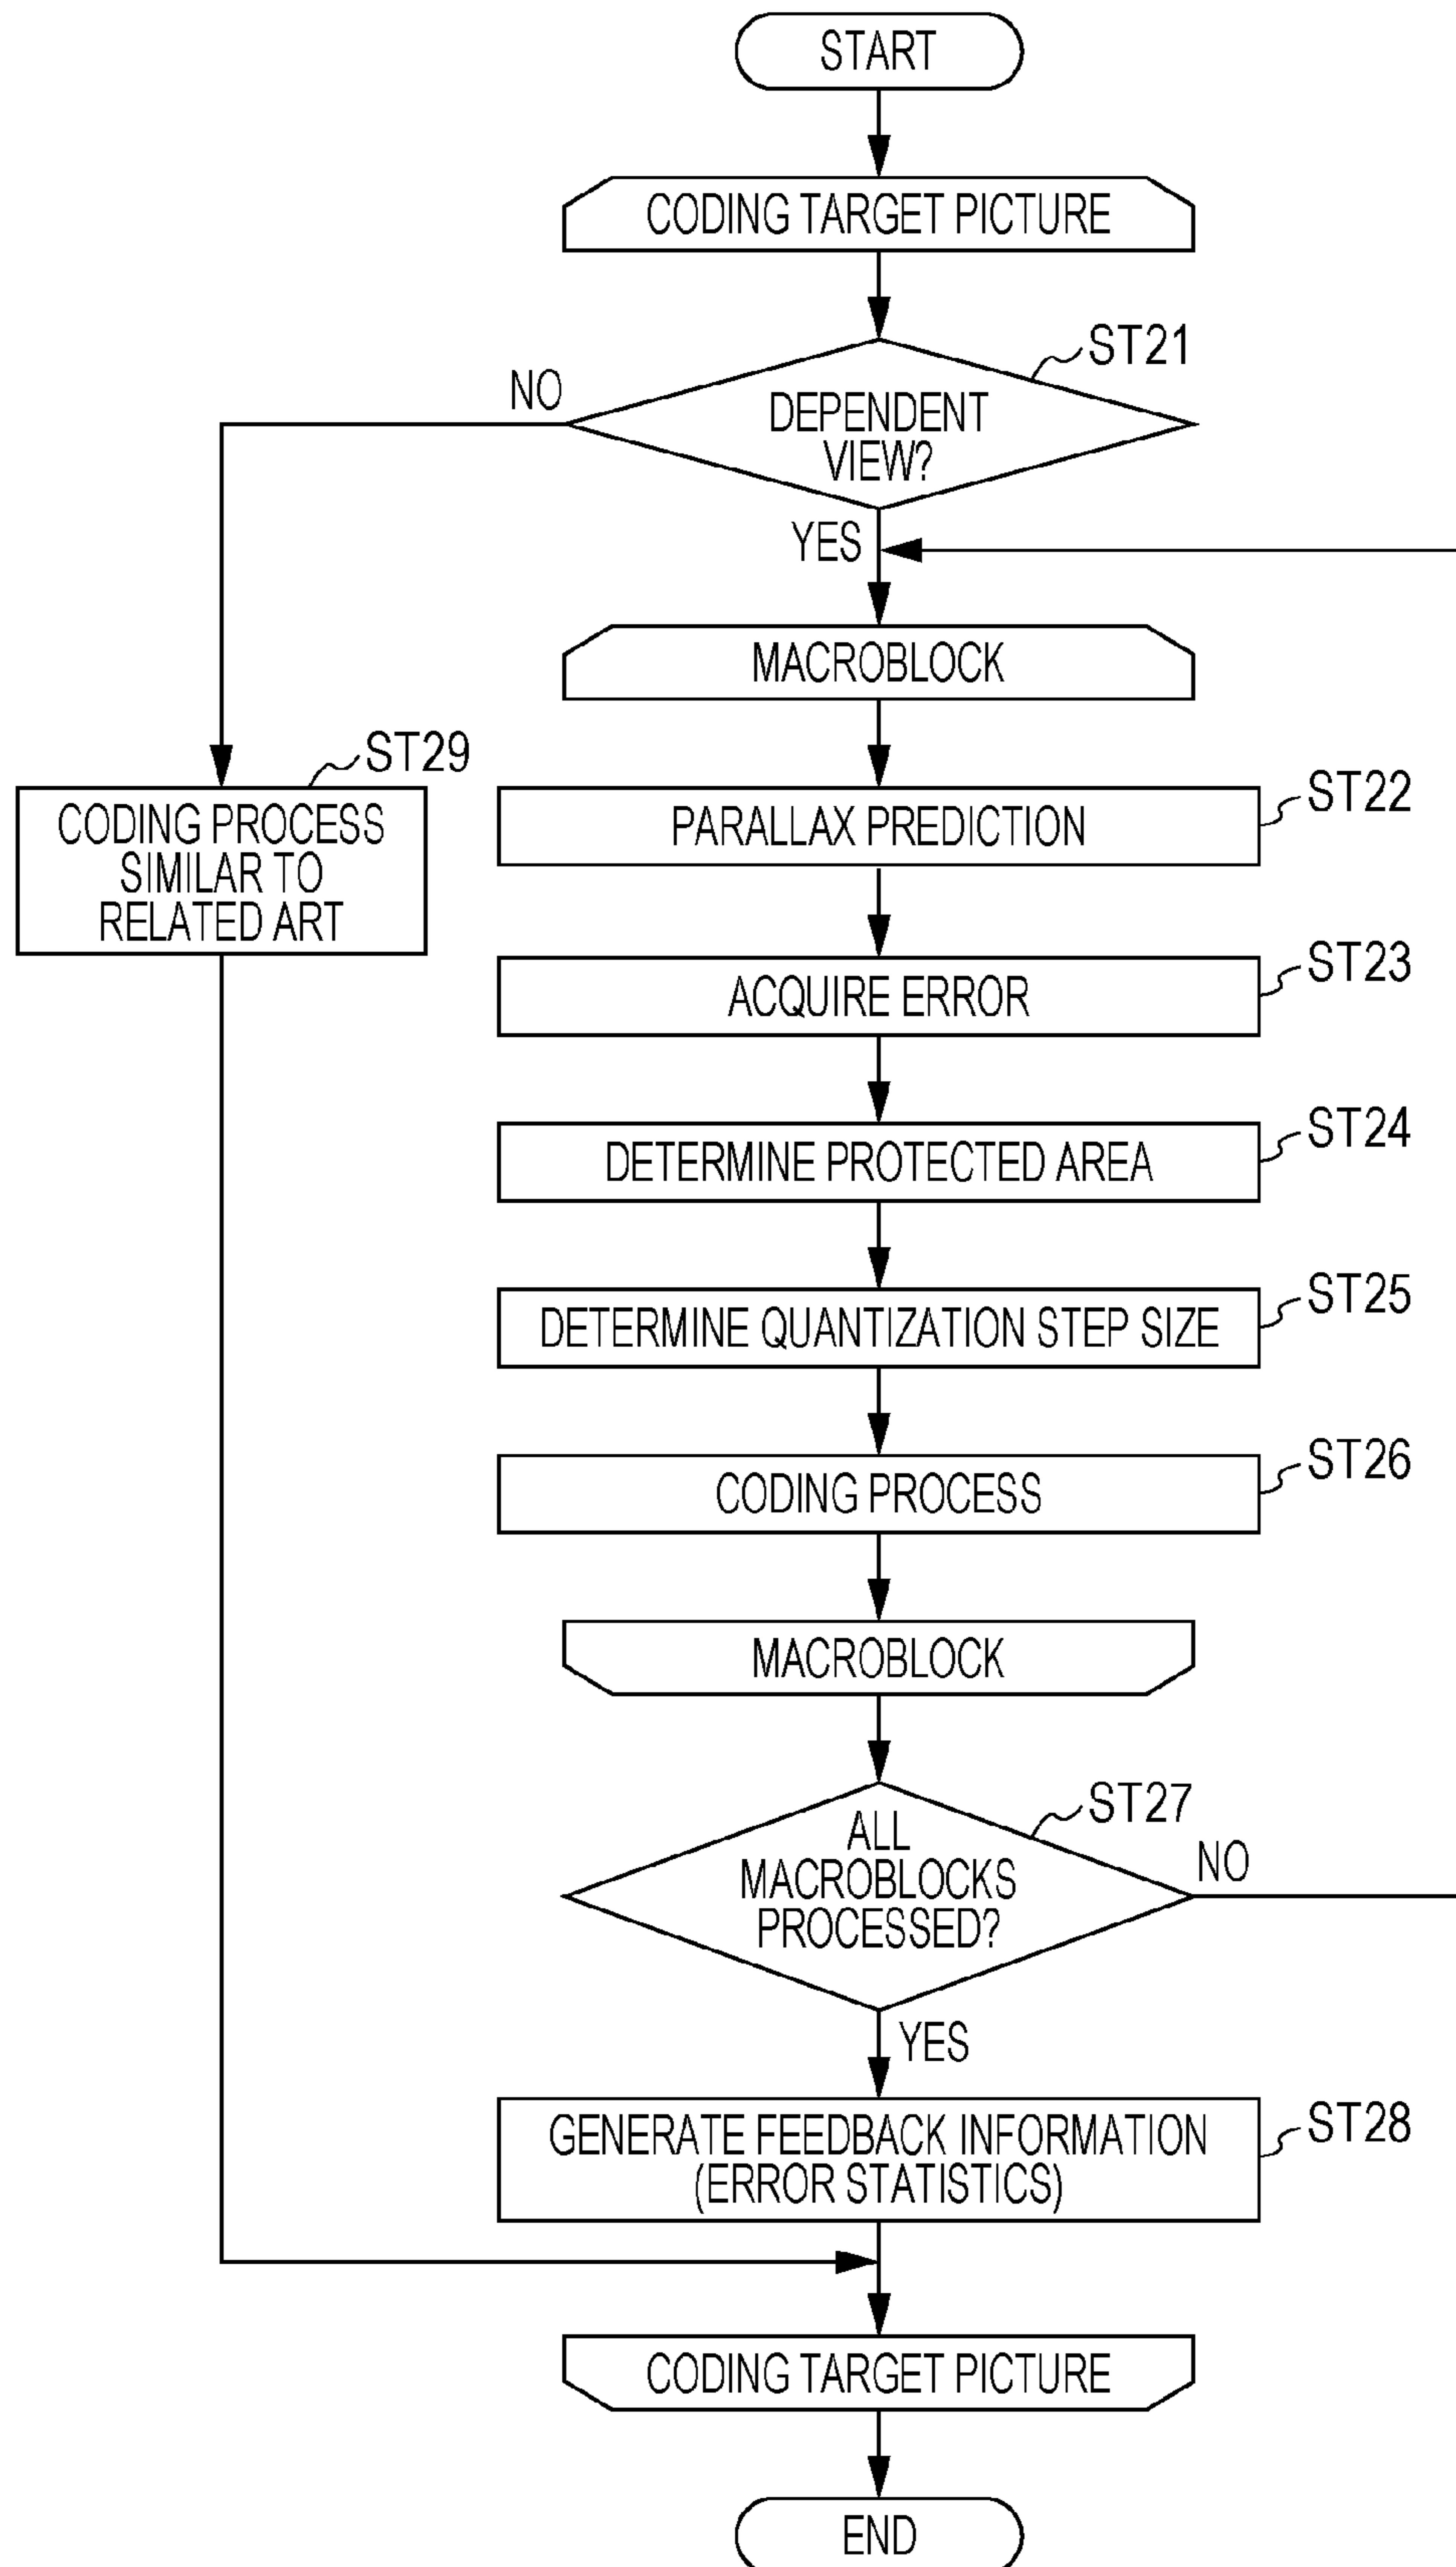 START
CODING TARGET PICTURE
ST21
NO
DEPENDENT
VIEW?
YES
MACROBLOCK
ST29
CODING PROCESS
SIMILAR TO
RELATED ART
ST22
PARALLAX PREDICTION
ST23
ACQUIRE ERROR
ST24
DETERMINE PROTECTED AREA
ST25
DETERMINE QUANTIZATION STEP SIZE
ST26
CODING PROCESS
MACROBLOCK
ST27
ALL
MACROBLOCKS
PROCESSED?
NO
YES
ST28
GENERATE FEEDBACK INFORMATION
(ERROR STATISTICS)
CODING TARGET PICTURE
END